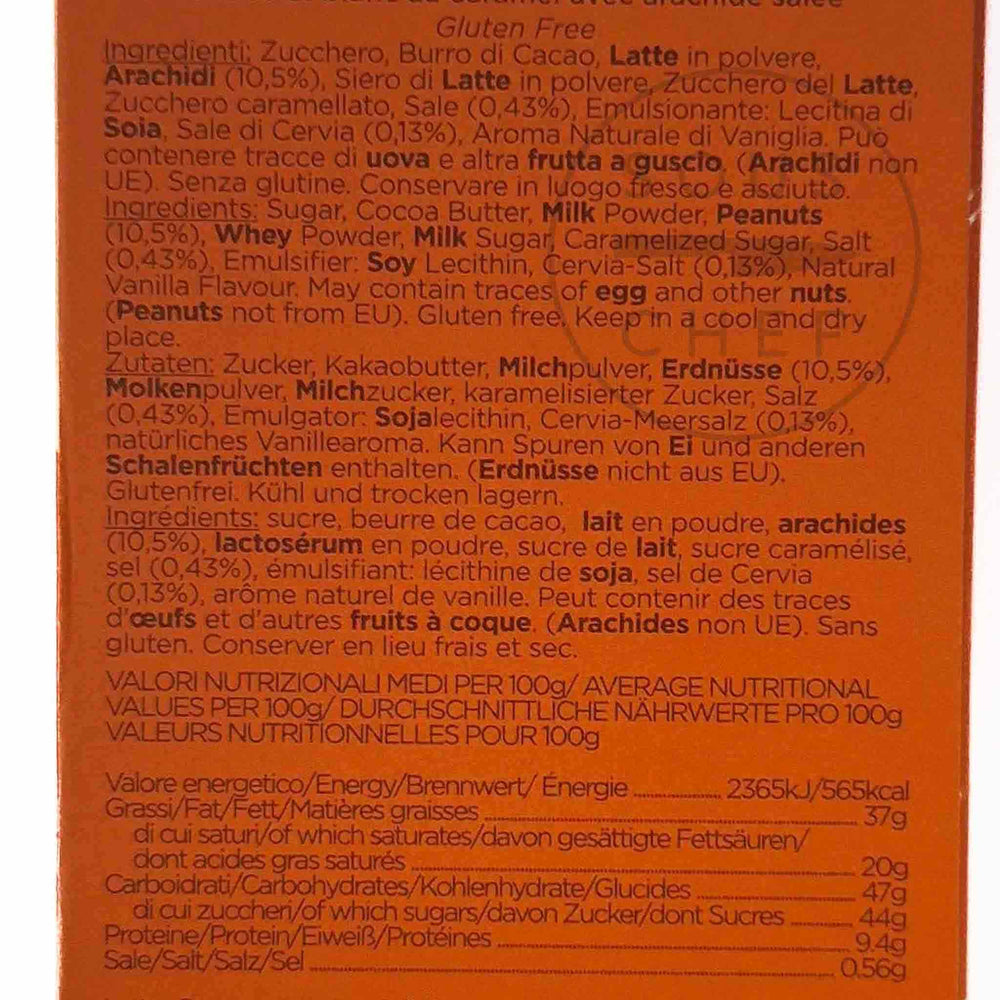 au caramel avec arachide salée
Gluten Free
Ingredienti: Zucchero, Burro di Cacao, Latte in polvere,
Arachidi (10,5%), Siero di Latte in polvere, Zucchero del Latte,
Zucchero caramellato, Sale (0,43%), Emulsionante: Lecitina di
Soia, Sale di Cervia (0,13%), Aroma Naturale di Vaniglia. Può
contenere tracce di uova e altra frutta a guscio. (Arachidi non
UE). Senza glutine. Conservare in luogo fresco e asciutto.
Ingredients: Sugar, Cocoa Butter, Milk Powder, Peanuts
(10,5%), Whey Powder, Milk Sugar, Caramelized Sugar, Salt
(0,43%), Emulsifier: Soy Lecithin, Cervia-Salt (0,13%), Natural
Vanilla Flavour. May contain traces of egg and other nuts.
(Peanuts not from EU). Gluten free. Keep in a cool and dry
place.
Zutaten: Zucker, Kakaobutter, Milchpulver, Erdnüsse (10,5%),
Molkenpulver, Milchzucker, karamelisierter Zucker, Salz
(0,43%), Emulgator: Sojalecithin, Cervia-Meersalz (0,13%),
natürliches Vanillearoma. Kann Spuren von Ei und anderen
Schalenfrüchten enthalten. (Erdnüsse nicht aus EU).
Glutenfrei. Kühl und trocken lagern.
Ingrédients: sucre, beurre de cacao, lait en poudre, arachides
(10,5%), lactosérum en poudre, sucre de lait, sucre caramélisé,
sel (0,43%), émulsifiant: lécithine de soja, sel de Cervia
(0,13%), arôme naturel de vanille. Peut contenir des traces
d'œufs et d'autres fruits à coque. (Arachides non UE). Sans
gluten. Conserver en lieu frais et sec.
VALORI NUTRIZIONALI MEDI PER 100g/ AVERAGE NUTRITIONAL
VALUES PER 100g/ DURCHSCHNITTLICHE NÄHRWERTE PRO 100g
VALEURS NUTRITIONNELLES POUR 100g
Valore energetico/Energy/Brennwert/ Énergie 2365kJ/565kcal
Grassi/Fat/Fett/Matières graisses 37g
di cui saturi/of which saturates/davon gesättigte Fettsäuren/
dont acides gras saturés 20g
Carboidrati/Carbohydrates/Kohlenhydrate/Glucides 47g
di cui zuccheri/of which sugars/davon Zucker/dont Sucres 44g
Proteine/Protein/Eiweiß/Protéines 9.4g
Sale/Salt/Salz/Sel 0.56g
CHEF